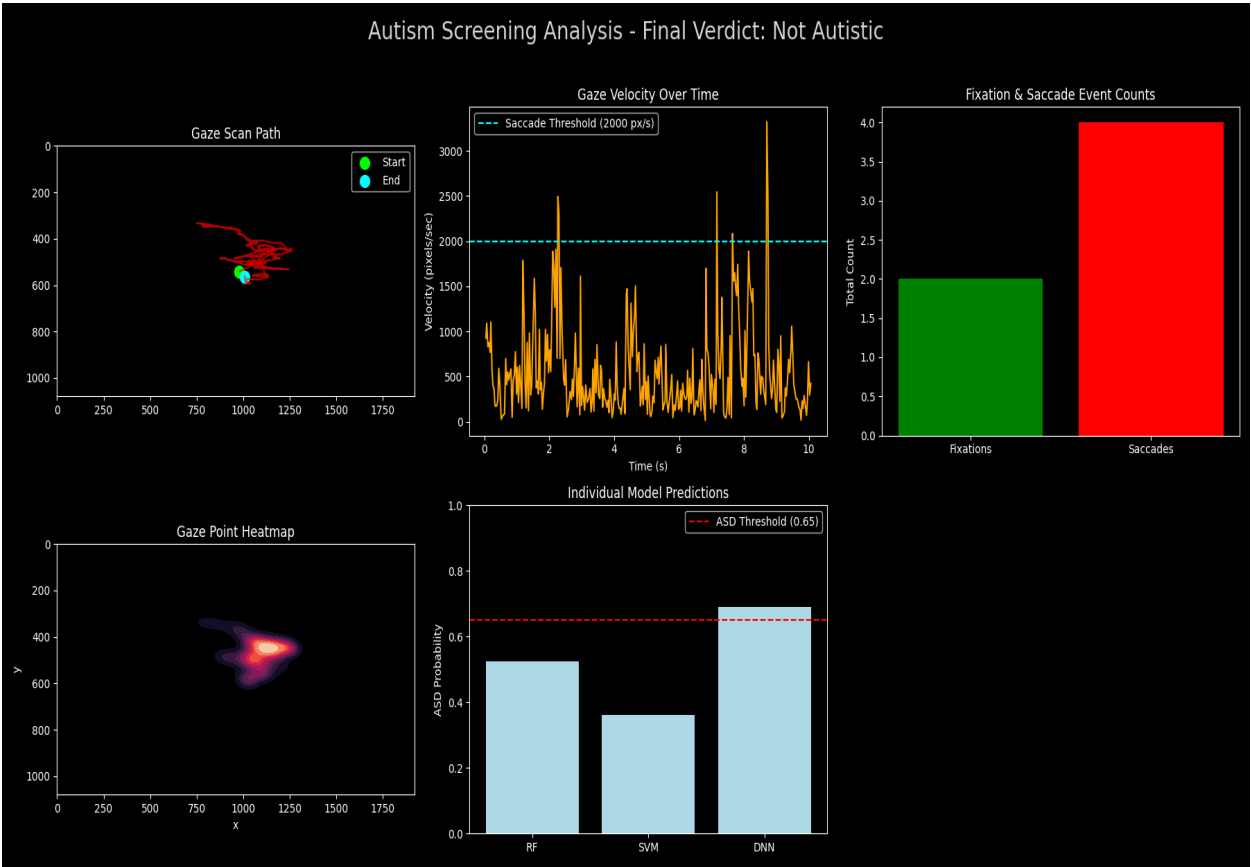 Autism Screening Analysis - Final Verdict: Not Autistic
Gaze Scan Path
Start
End
0
200
400
600
800
1000
0 250 500 750 1000 1250 1500 1750
Gaze Velocity Over Time
Saccade Threshold (2000 px/s)
Velocity (pixels/sec)
3000
2500
2000
1500
1000
500
0
0 2 4 6 8 10
Time (s)
Fixation & Saccade Event Counts
Total Count
4.0
3.5
3.0
2.5
2.0
1.5
1.0
0.5
0.0
Fixations Saccades
Gaze Point Heatmap
y
0
200
400
600
800
1000
0 250 500 750 1000 1250 1500 1750
x
Individual Model Predictions
ASD Threshold (0.65)
ASD Probability
1.0
0.8
0.6
0.4
0.2
0.0
RF SVM DNN